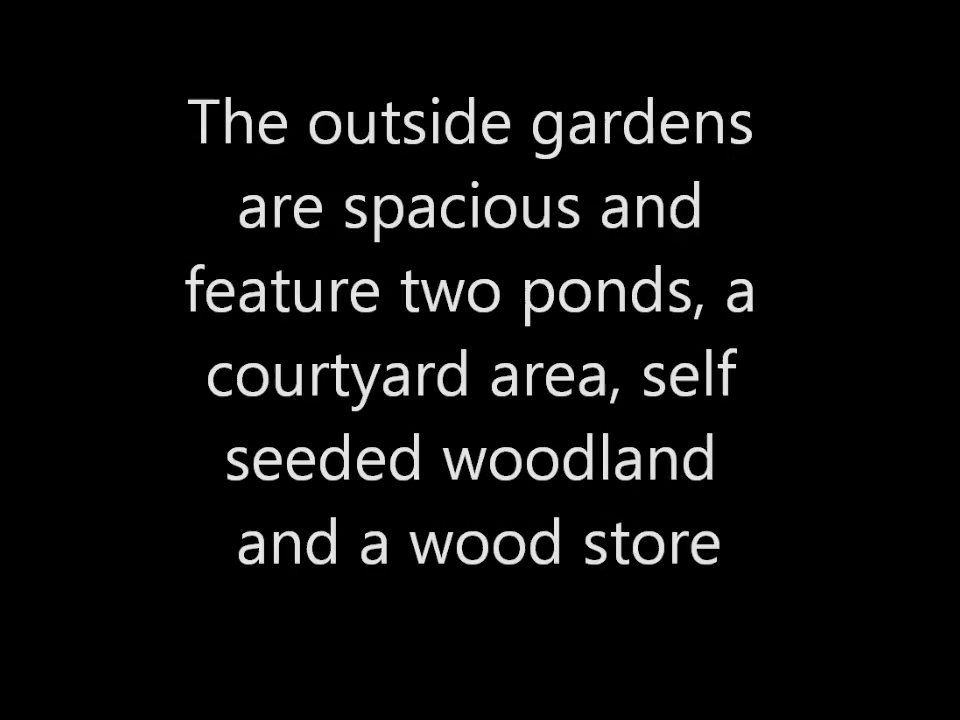 The outside gardens
are spacious and
feature two ponds, a
courtyard area, self
seeded woodland
and a wood store